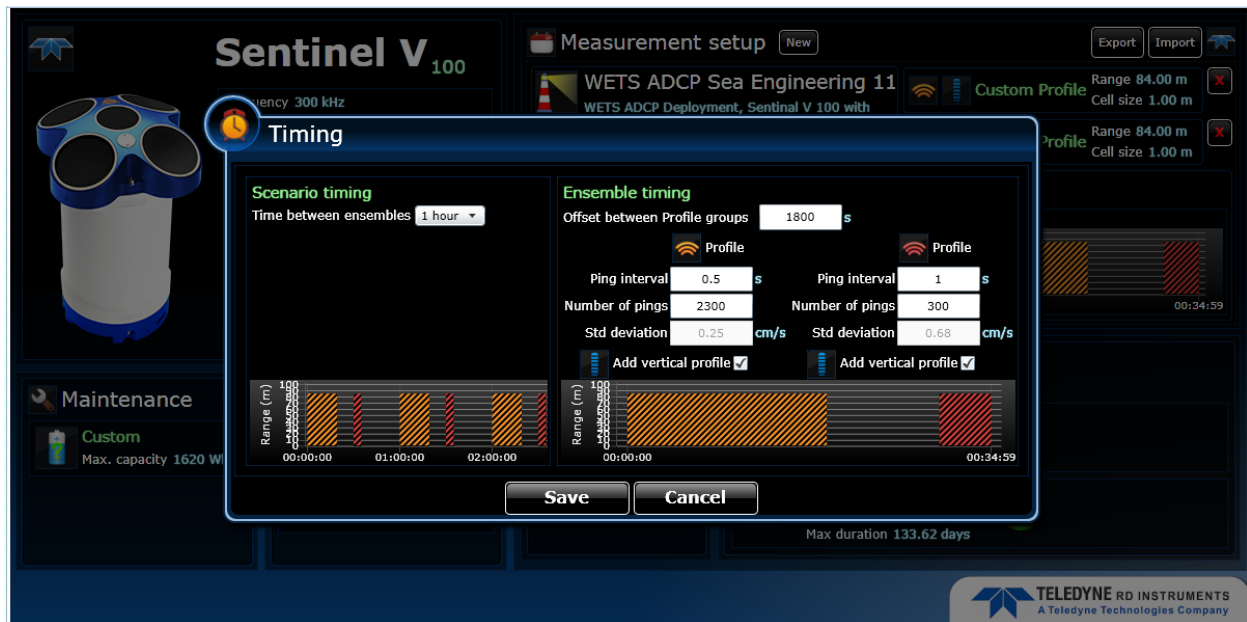 Sentinel V 100
uency 300 kHz
Measurement setup New
Export Import
WETS ADCP Sea Engineering 11
WETS ADCP Deployment, Sentinal V 100 with
Custom Profile
Range 84.00 m
Cell size 1.00 m
X
Profile
Range 84.00 m
Cell size 1.00 m
X
Timing
Scenario timing
Time between ensembles 1 hour
Range (m)
100
90
80
70
60
50
40
30
20
10
0
00:00:00 01:00:00 02:00:00
Ensemble timing
Offset between Profile groups 1800 s
Profile Profile
Ping interval 0.5 s Ping interval 1 s
Number of pings 2300 Number of pings 300
Std deviation 0.25 cm/s Std deviation 0.68 cm/s
Add vertical profile Add vertical profile
Range (m)
100
90
80
70
60
50
40
30
20
10
0
00:00:00 00:34:59
00:34:59
Save Cancel
Maintenance
Custom
?
Max. capacity 1620 W
Max duration 133.62 days
TELEDYNE RD INSTRUMENTS
A Teledyne Technologies Company